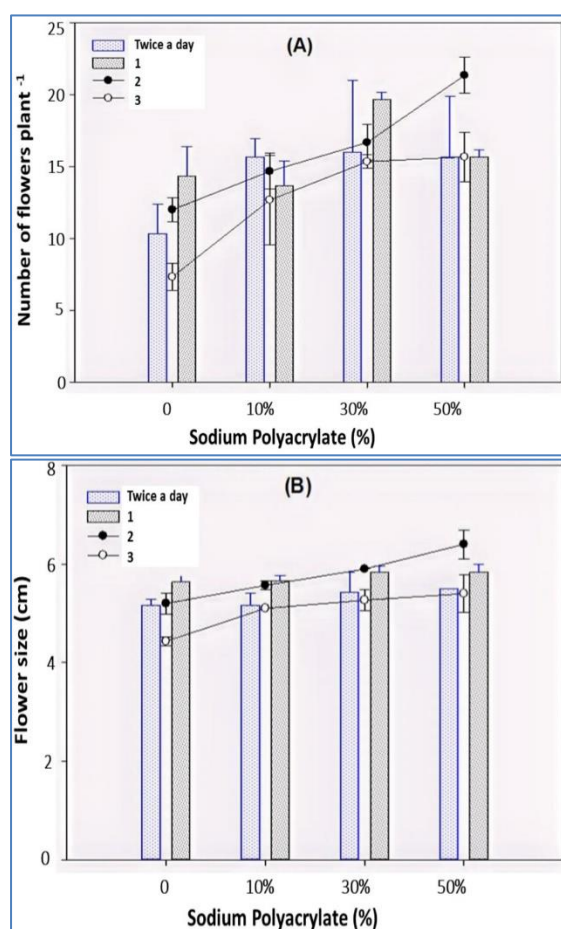 (A)
Twice a day
1
2
3
Number of flowers plant -1
25
20
15
10
5
0
0 10% 30% 50%
Sodium Polyacrylate (%)
(B)
Twice a day
1
2
3
Flower size (cm)
8
6
4
2
0
0 10% 30% 50%
Sodium Polyacrylate (%)